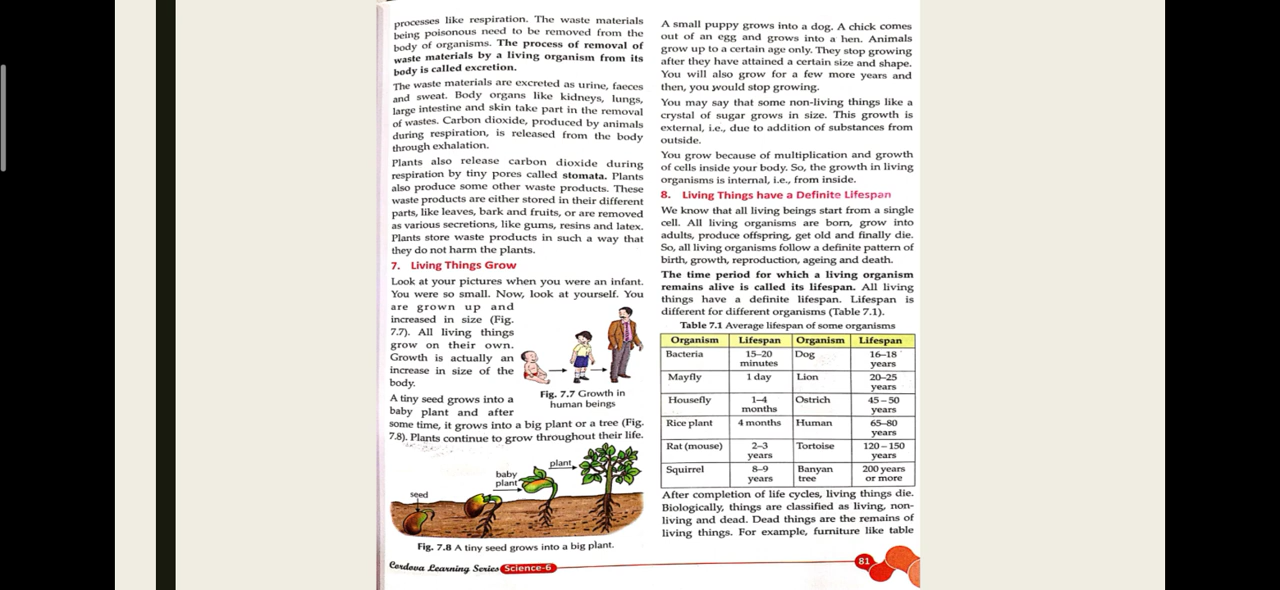 processes like respiration. The waste materials
being poisonous need to be removed from the
body of organisms. The process of removal of
waste materials by a living organism from its
body is called excretion.
The waste materials are excreted as urine, faeces
and sweat. Body organs like kidneys, lungs,
large intestine and skin take part in the removal
of wastes. Carbon dioxide, produced by animals
during respiration, is released from the body
through exhalation.
Plants also release carbon dioxide during
respiration by tiny pores called stomata. Plants
also produce some other waste products. These
waste products are either stored in their different
parts, like leaves, bark and fruits, or are removed
as various secretions, like gums, resins and latex.
Plants store waste products in such a way that
they do not harm the plants.
7. Living Things Grow
Look at your pictures when you were an infant.
You were so small. Now, look at yourself. You
are grown up and
increased in size (Fig.
7.7). All living things
grow on their own.
Growth is actually an
increase in size of the
body.
Fig. 7.7 Growth in
human beings
A tiny seed grows into a
baby plant and after
some time, it grows into a big plant or a tree (Fig.
7.8). Plants continue to grow throughout their life.
seed
baby
plant
plant
Fig. 7.8 A tiny seed grows into a big plant.
Cordova Learning Series Science-6
A small puppy grows into a dog. A chick comes
out of an egg and grows into a hen. Animals
grow up to a certain age only. They stop growing
after they have attained a certain size and shape.
You will also grow for a few more years and
then, you would stop growing.
You may say that some non-living things like a
crystal of sugar grows in size. This growth is
external, i.e., due to addition of substances from
outside.
You grow because of multiplication and growth
of cells inside your body. So, the growth in living
organisms is internal, i.e., from inside.
8. Living Things have a Definite Lifespan
We know that all living beings start from a single
cell. All living organisms are born, grow into
adults, produce offspring, get old and finally die.
So, all living organisms follow a definite pattern of
birth, growth, reproduction, ageing and death.
The time period for which a living organism
remains alive is called its lifespan. All living
things have a definite lifespan. Lifespan is
different for different organisms (Table 7.1).
Table 7.1 Average lifespan of some organisms
Organism Lifespan Organism Lifespan
Bacteria 15–20 minutes Dog 16–18 years
Mayfly 1 day Lion 20–25 years
Housefly 1–4 months Ostrich 45–50 years
Rice plant 4 months Human 65–80 years
Rat (mouse) 2–3 years Tortoise 120–150 years
Squirrel 8–9 years Banyan tree 200 years or more
After completion of life cycles, living things die.
Biologically, things are classified as living, non-
living and dead. Dead things are the remains of
living things. For example, furniture like table
81